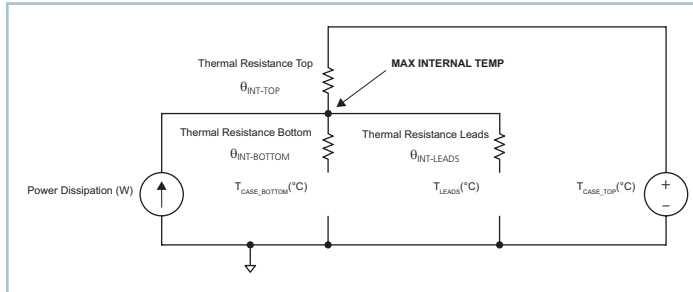 Thermal Resistance Top
θINT-TOP
MAX INTERNAL TEMP
Thermal Resistance Bottom
θINT-BOTTOM
Thermal Resistance Leads
θINT-LEADS
Power Dissipation (W)
TCASE_BOTTOM(°C)
TLEADS(°C)
TCASE_TOP(°C)
+
–